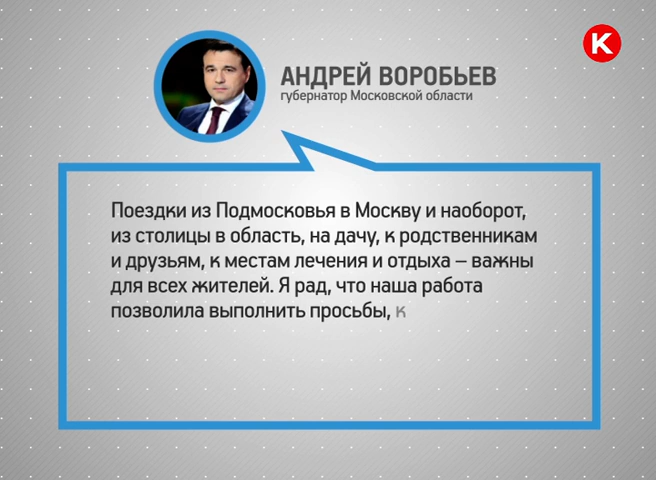 К
АНДРЕЙ ВОРОБЬЕВ
губернатор Московской области
Поездки из Подмосковья в Москву и наоборот,
из столицы в область, на дачу, к родственникам
и друзьям, к местам лечения и отдыха – важны
для всех жителей. Я рад, что наша работа
позволила выполнить просьбы, к